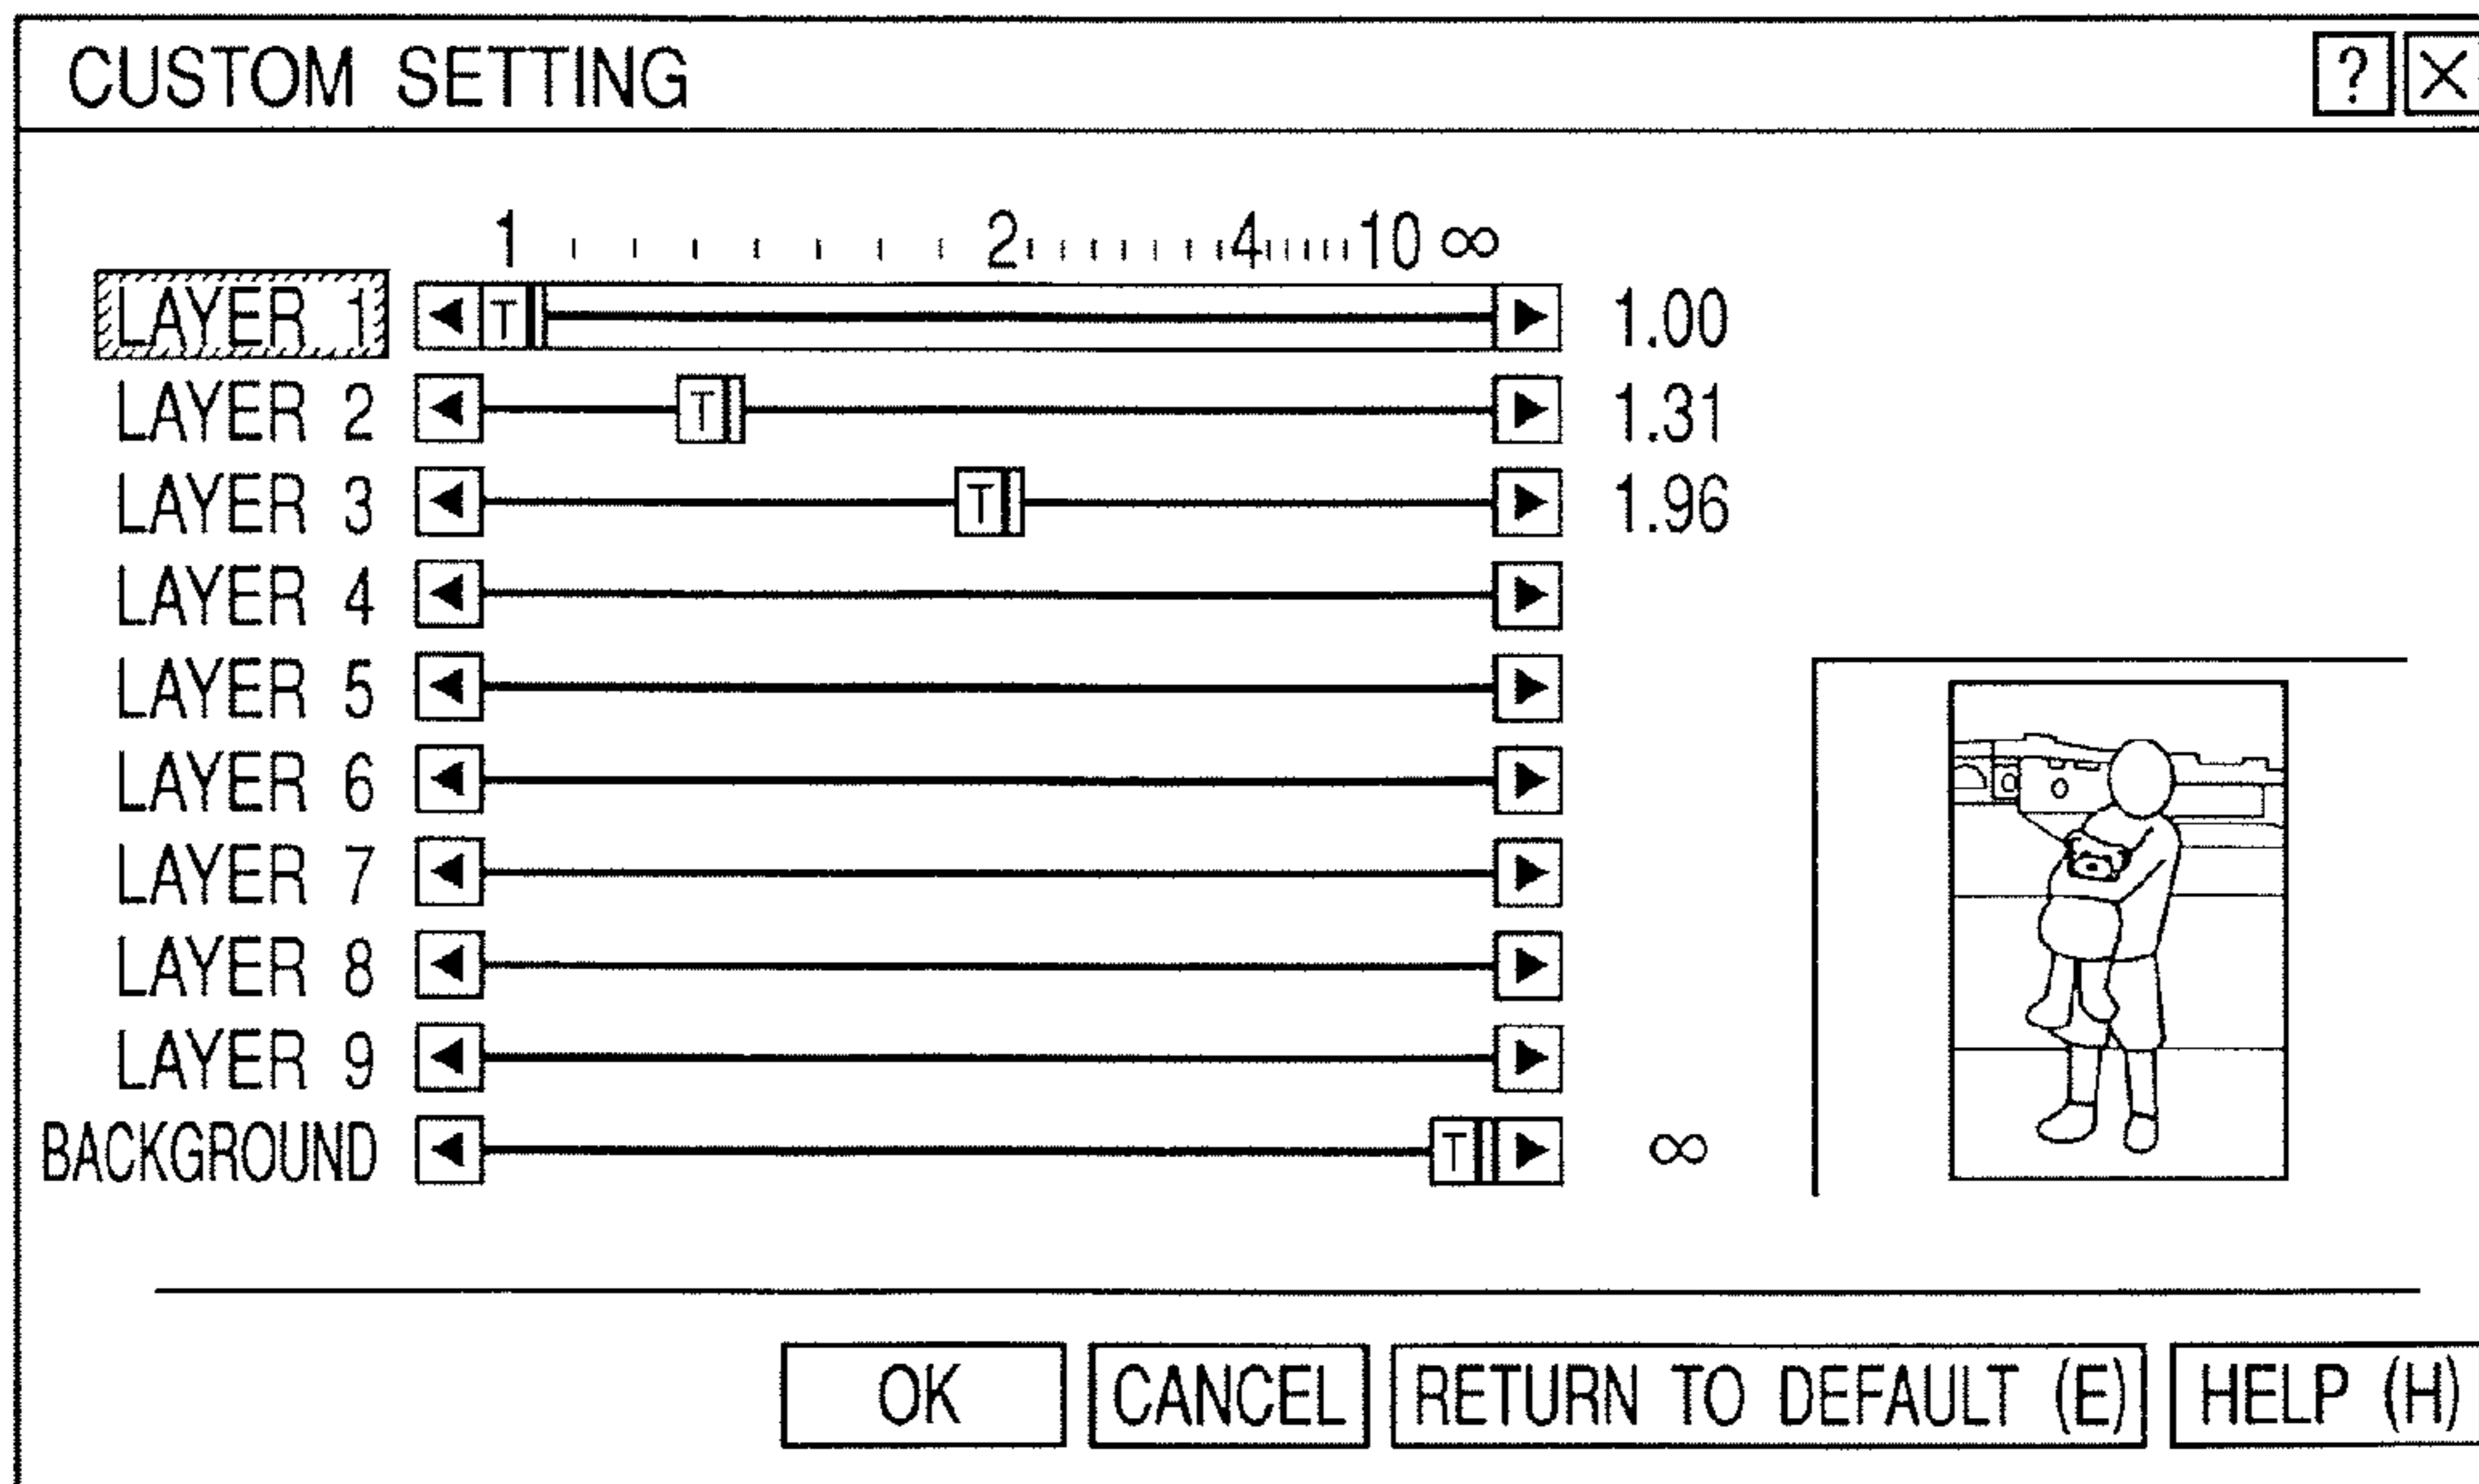 CUSTOM SETTING ? ×
1 2 4 10 ∞
LAYER 1 T 1.00
LAYER 2 T 1.31
LAYER 3 T 1.96
LAYER 4
LAYER 5
LAYER 6
LAYER 7
LAYER 8
LAYER 9
BACKGROUND T ∞
OK CANCEL RETURN TO DEFAULT (E) HELP (H)